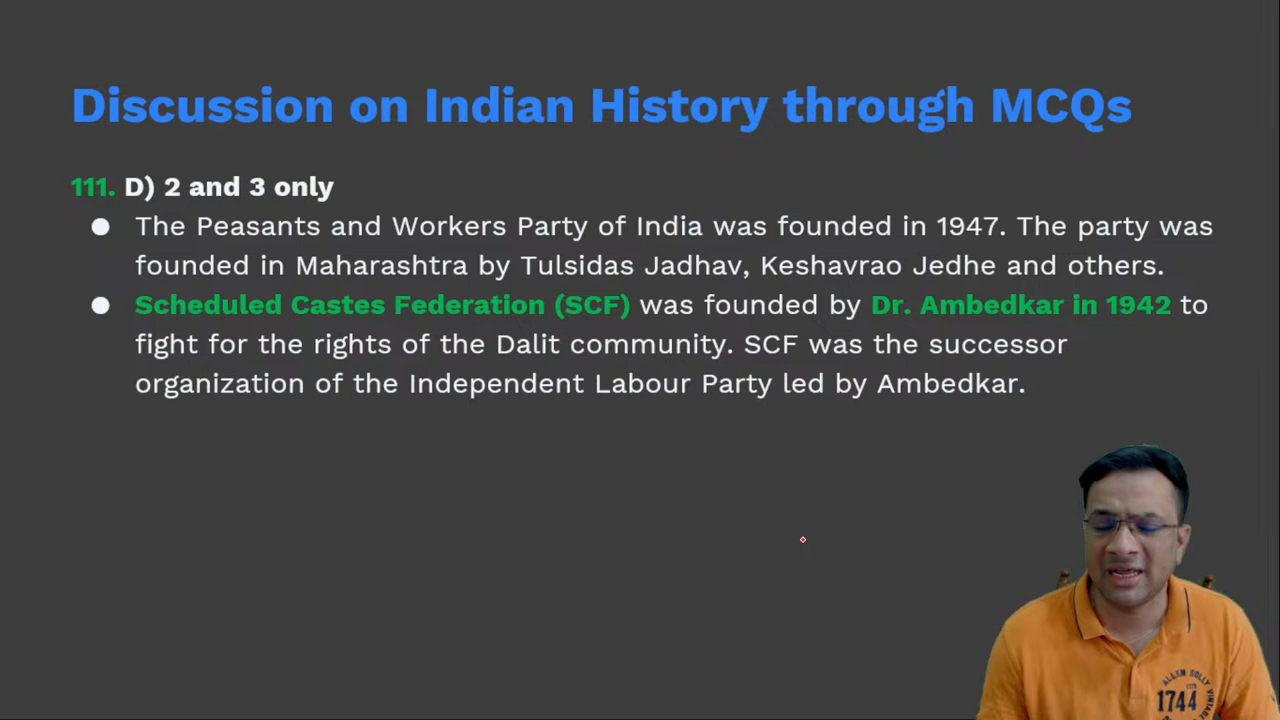 Discussion on Indian History through MCQs
111. D) 2 and 3 only
● The Peasants and Workers Party of India was founded in 1947. The party was
founded in Maharashtra by Tulsidas Jadhav, Keshavrao Jedhe and others.
● Scheduled Castes Federation (SCF) was founded by Dr. Ambedkar in 1942 to
fight for the rights of the Dalit community. SCF was the successor
organization of the Independent Labour Party led by Ambedkar.
ALLEN SOLLY
1744